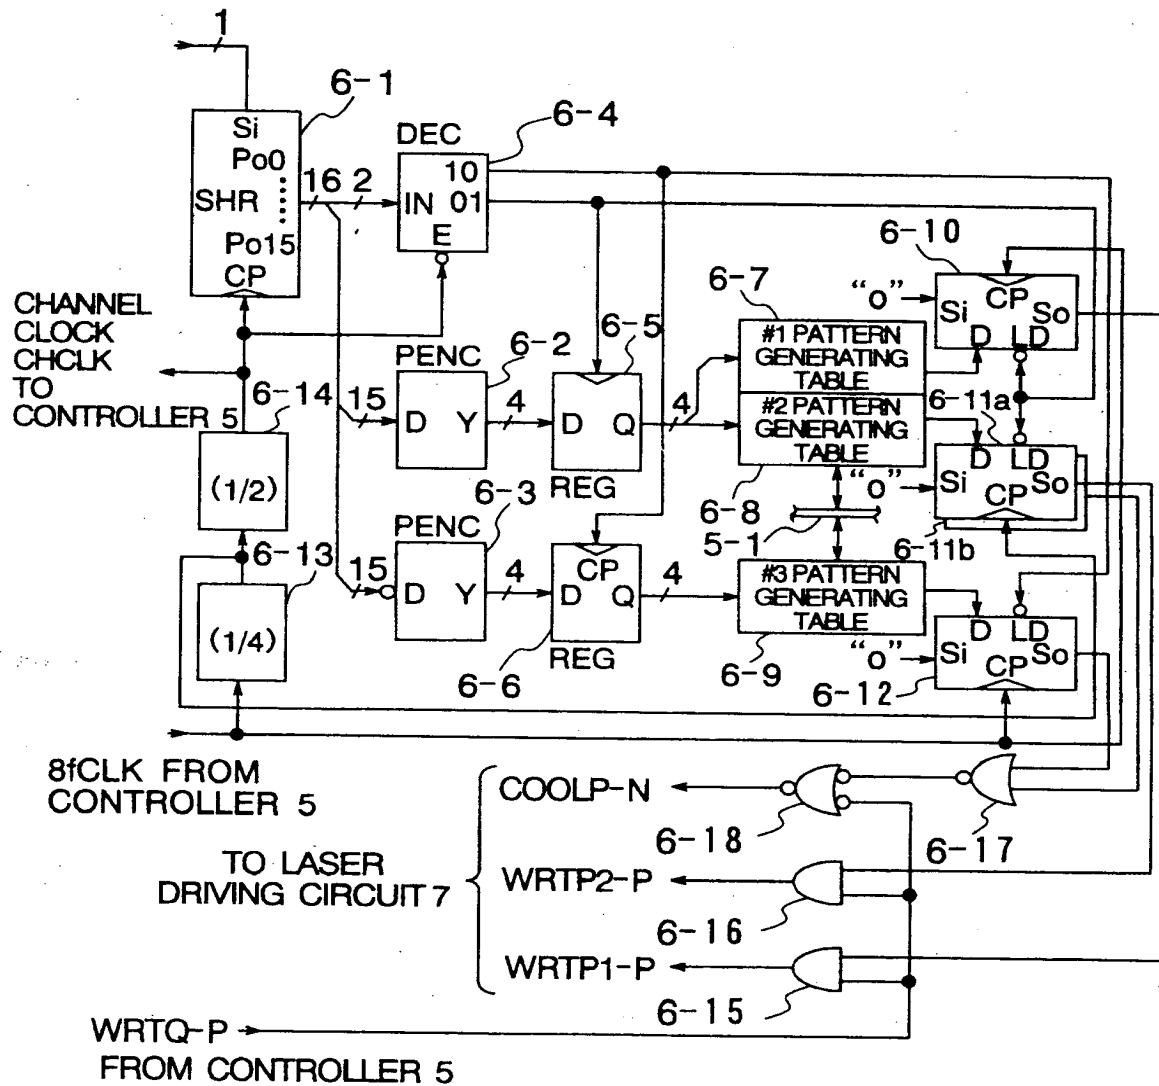 1
6-1
Si
Po0
SHR
Po15
CP
16
2
DEC
6-4
10
IN 01
E
6-10
"o"
CP
Si So
D LD
CHANNEL
CLOCK
CHCLK
TO
CONTROLLER 5
6-7
#1 PATTERN
GENERATING
TABLE
6-5
PENC
6-2
15
D Y
4
D Q
REG
4
#2 PATTERN
GENERATING
TABLE
6-8
6-11a
D LD
Si So
CP
"o"
6-11b
6-14
(1/2)
6-13
(1/4)
PENC
6-3
15
D Y
4
CP
D Q
REG
6-6
4
5-1
#3 PATTERN
GENERATING
TABLE
6-9
D LD
Si So
CP
"o"
6-12
8fCLK FROM
CONTROLLER 5
COOLP-N
6-18
6-17
TO LASER
DRIVING CIRCUIT 7
WRTP2-P
6-16
WRTP1-P
6-15
WRTQ-P
FROM CONTROLLER 5